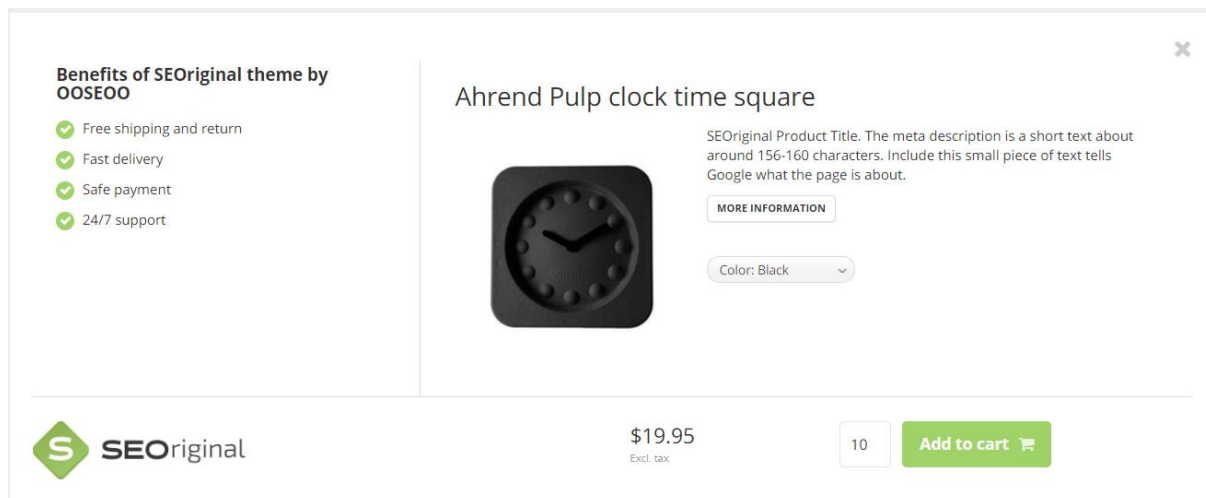 Benefits of SEOriginal theme by
OOSEOO
Free shipping and return
Fast delivery
Safe payment
24/7 support
Ahrend Pulp clock time square
SEOriginal Product Title. The meta description is a short text about
around 156-160 characters. Include this small piece of text tells
Google what the page is about.
MORE INFORMATION
Color: Black
S SEOriginal
$19.95
Excl. tax
10
Add to cart